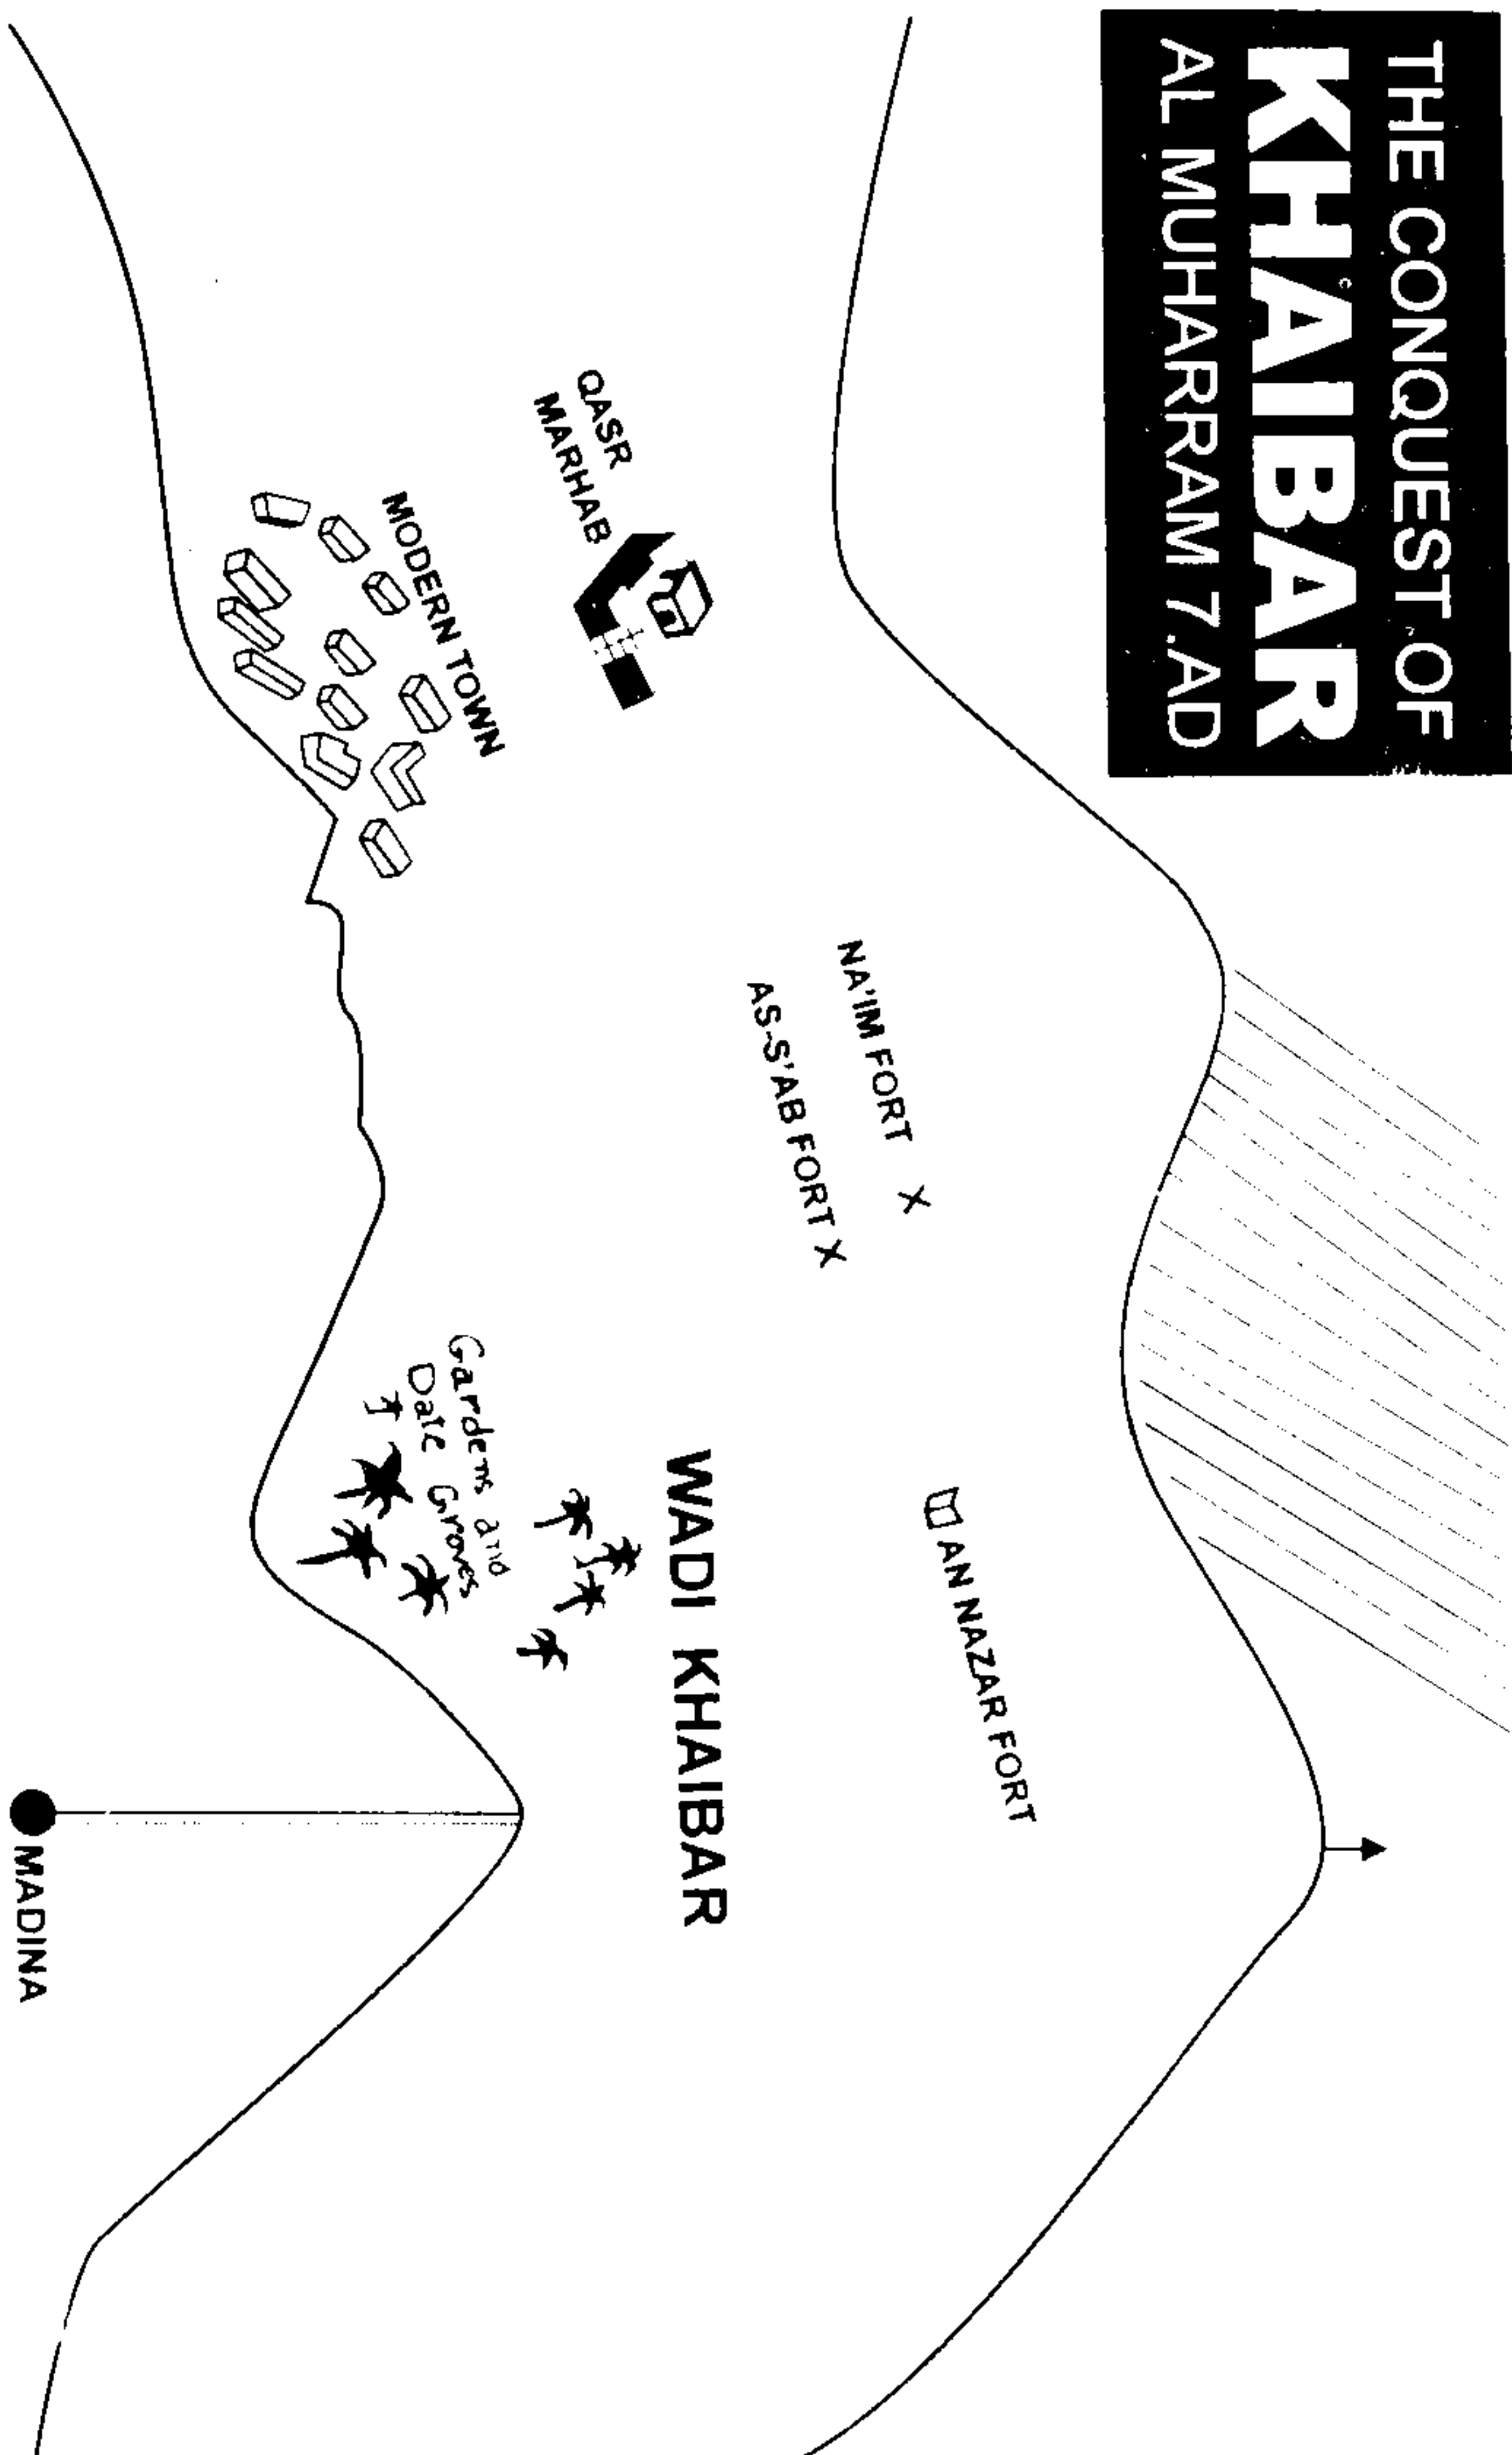 THE CONQUEST OF
KHAIBAR
AL MUHARRAM 7.AD
QASR
MARHAB
MODERN TOWN
NA'IM FORT X
AS-S'AB FORT X
AN NAZAR FORT
WADI KHAIBAR
Gardens and
Date Groves
MADINA